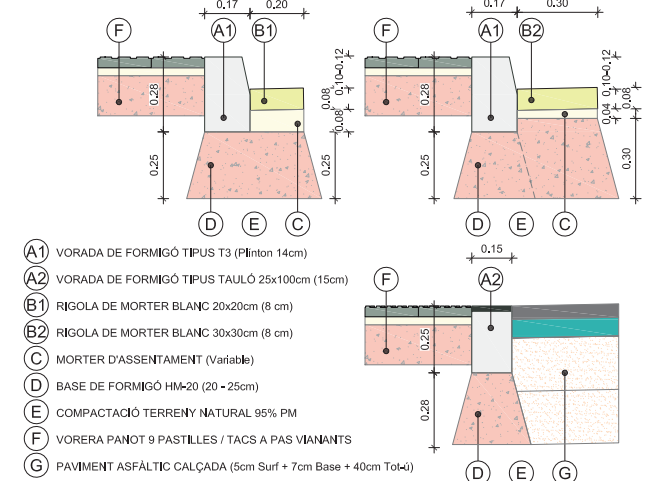 0.17 0.20
F A1 B1
0.28
0.25
0.10-0.12
0.08
0.08
D E C
0.17 0.30
F A1 B2
0.28
0.25
0.10-0.12
0.08
0.04
0.30
D E C
A1 VORADA DE FORMIGÓ TIPUS T3 (Plinton 14cm)
A2 VORADA DE FORMIGÓ TIPUS TAULÓ 25x100cm (15cm)
B1 RIGOLA DE MORTER BLANC 20x20cm (8 cm)
B2 RIGOLA DE MORTER BLANC 30x30cm (8 cm)
C MORTER D'ASSENTAMENT (Variable)
D BASE DE FORMIGÓ HM-20 (20 - 25cm)
E COMPACTACIÓ TERRENY NATURAL 95% PM
F VORERA PANOT 9 PASTILLES / TACS A PAS VIANANTS
G PAVIMENT ASFÀLTIC CALÇADA (5cm Surf + 7cm Base + 40cm Tot-ú)
0.15
F A2
0.25
0.28
D E G